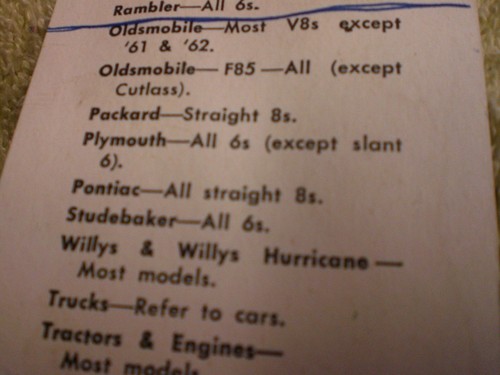 Rambler—All 6s.
Oldsmobile—Most V8s except
'61 & '62.
Oldsmobile—F85—All (except
Cutlass).
Packard—Straight 8s.
Plymouth—All 6s (except slant
6).
Pontiac—All straight 8s.
Studebaker—All 6s.
Willys & Willys Hurricane—
Most models.
Trucks—Refer to cars.
Tractors & Engines—
Most models.